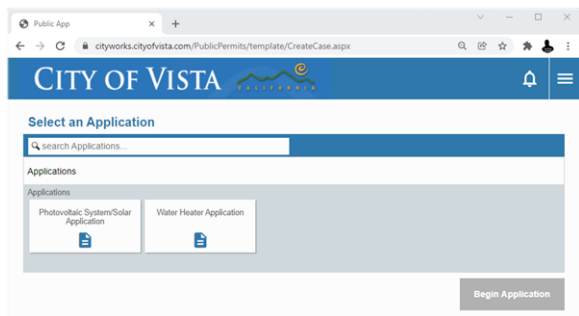 Public App
cityworks.cityofvista.com/PublicPermits/template/CreateCase.aspx
CITY OF VISTA
CALIFORNIA
Select an Application
search Applications...
Applications
Applications
Photovoltaic System/Solar
Application
Water Heater Application
Begin Application